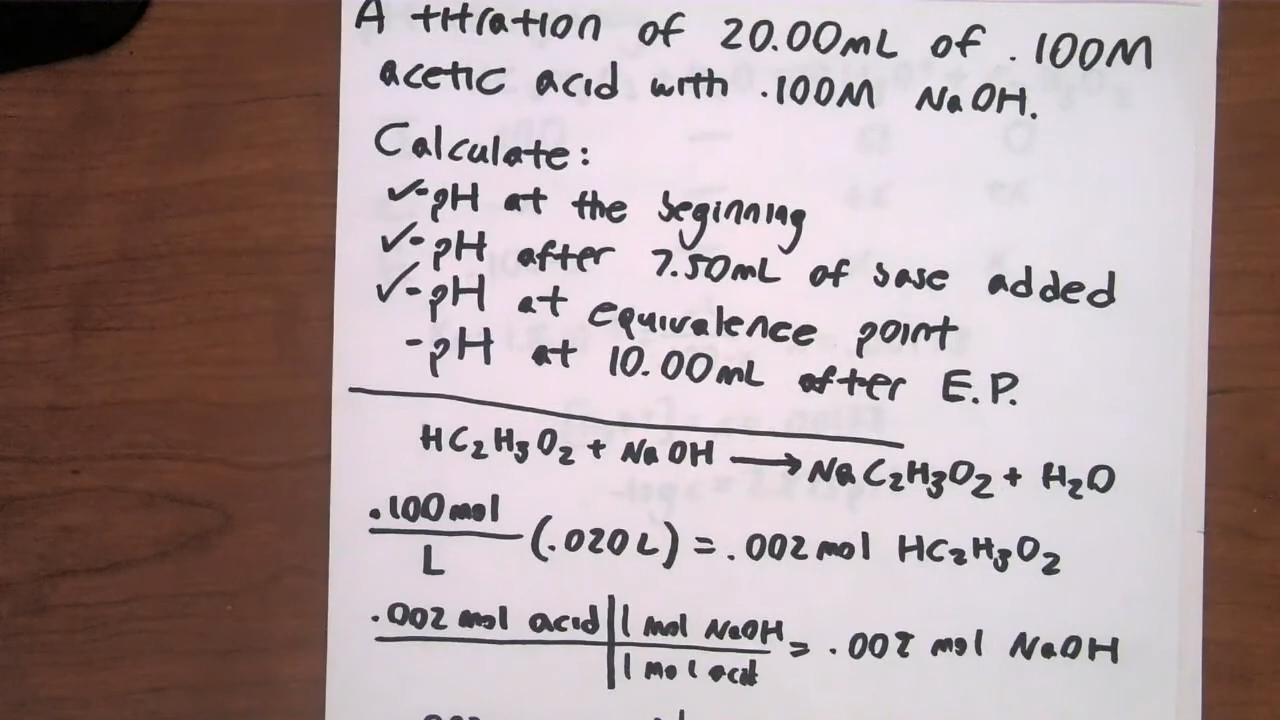 A titration of 20.00mL of .100M
acetic acid with .100M NaOH.
Calculate:
✓-pH at the beginning
✓-pH after 7.50mL of base added
✓-pH at equivalence point
-pH at 10.00mL after E.P.
HC₂H₃O₂ + NaOH → NaC₂H₃O₂ + H₂O
.100mol
L
(.020L) = .002mol HC₂H₃O₂
.002 mol acid | 1 mol NaOH
1 mol acid
= .002 mol NaOH